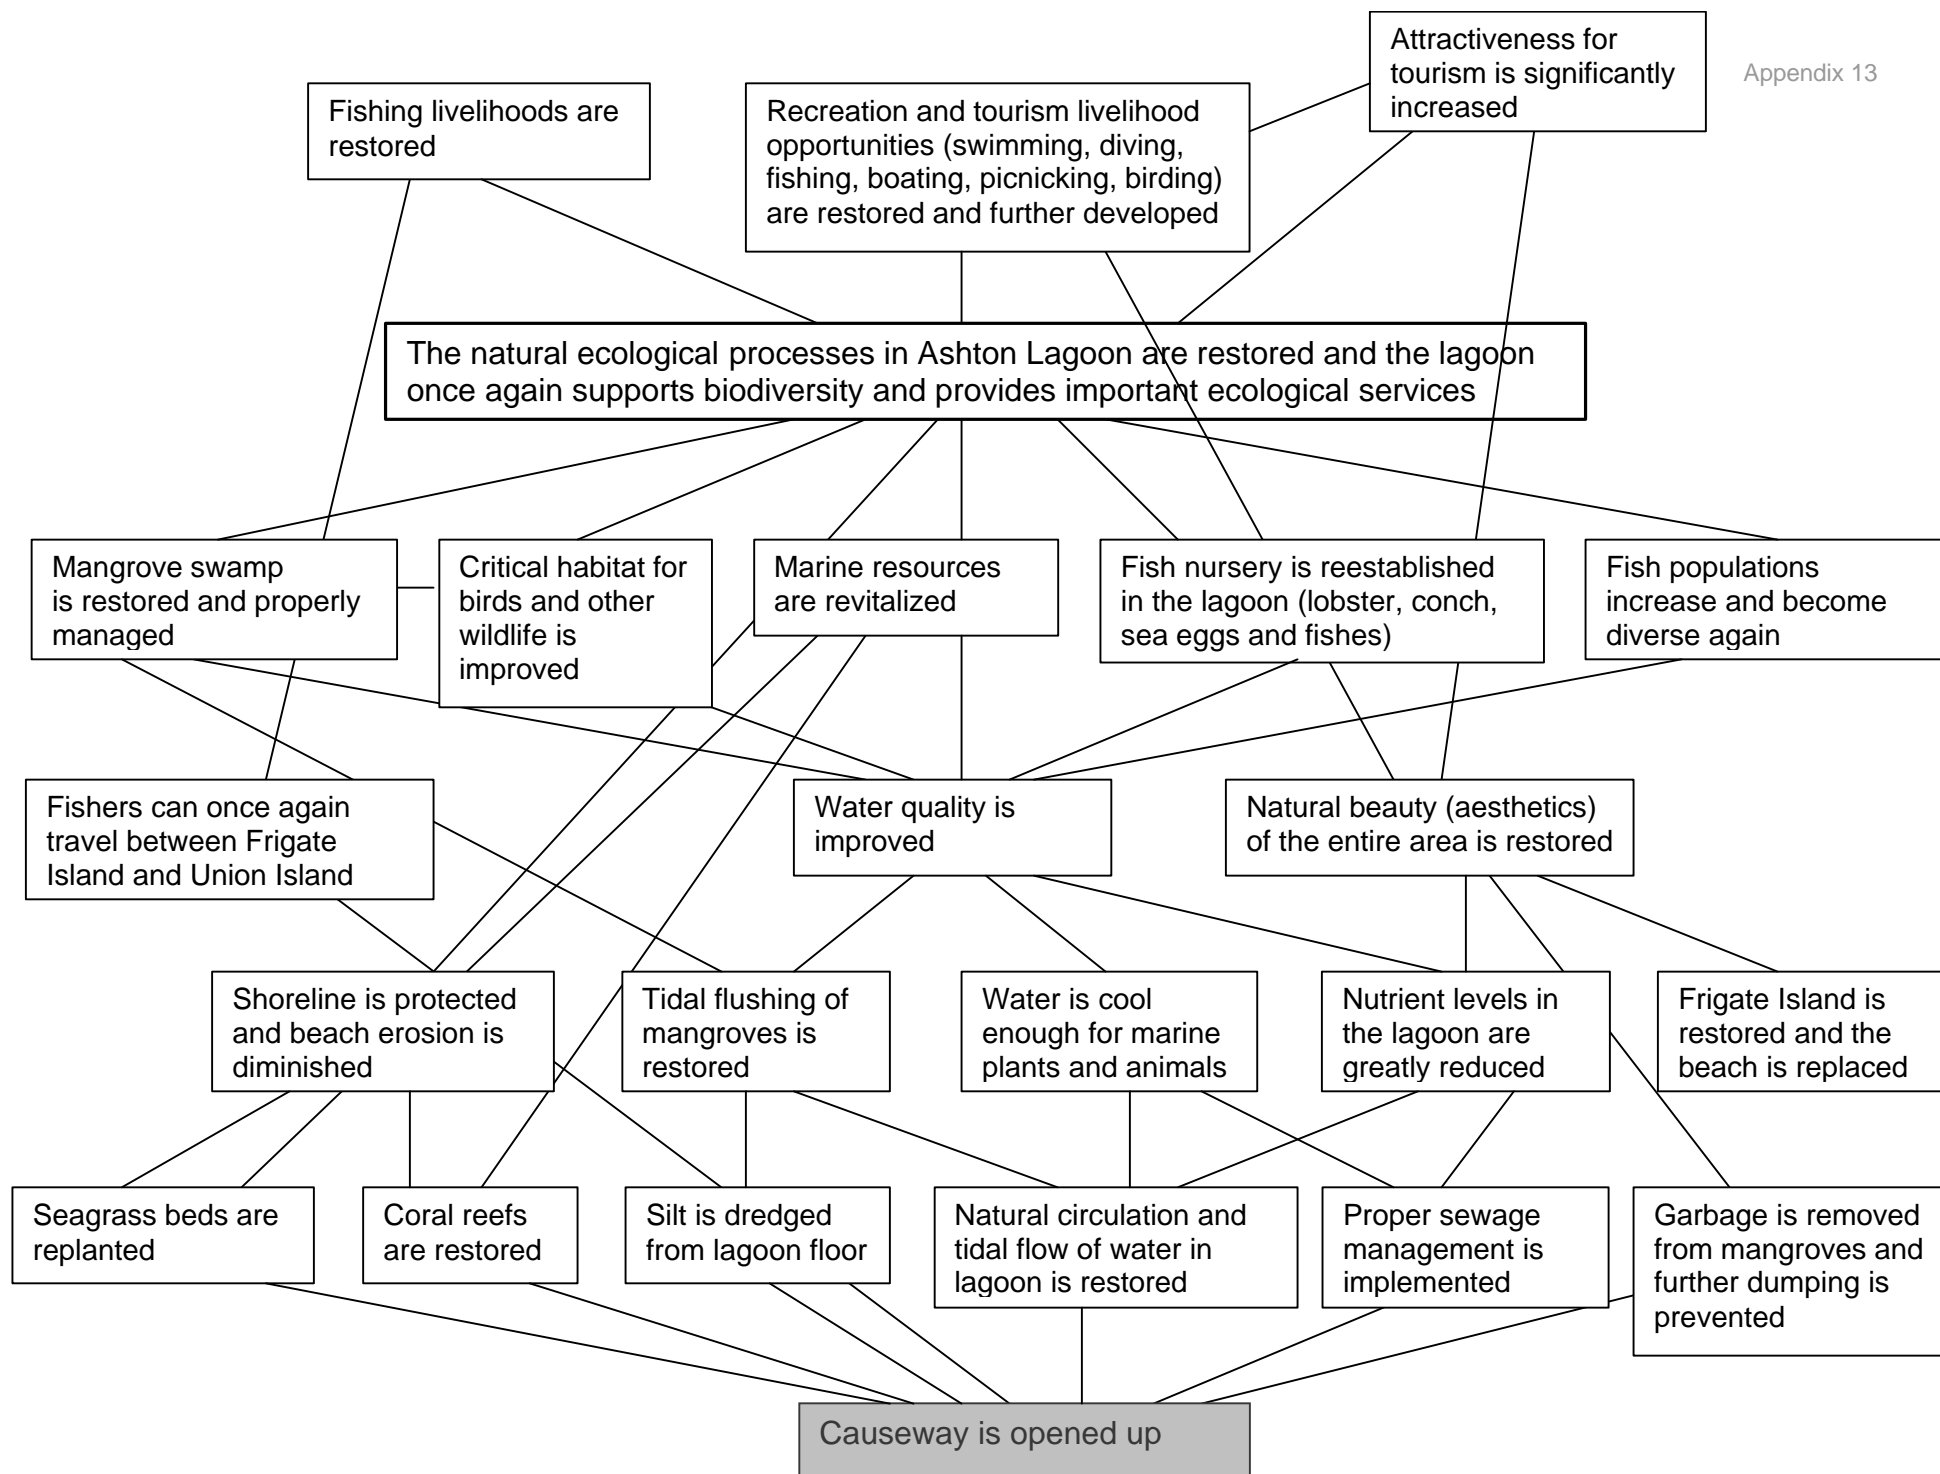 Attractiveness for
tourism is significantly
increased
Appendix 13
Fishing livelihoods are
restored
Recreation and tourism livelihood
opportunities (swimming, diving,
fishing, boating, picnicking, birding)
are restored and further developed
The natural ecological processes in Ashton Lagoon are restored and the lagoon
once again supports biodiversity and provides important ecological services
Mangrove swamp
is restored and properly
managed
Critical habitat for
birds and other
wildlife is
improved
Marine resources
are revitalized
Fish nursery is reestablished
in the lagoon (lobster, conch,
sea eggs and fishes)
Fish populations
increase and become
diverse again
Fishers can once again
travel between Frigate
Island and Union Island
Water quality is
improved
Natural beauty (aesthetics)
of the entire area is restored
Shoreline is protected
and beach erosion is
diminished
Tidal flushing of
mangroves is
restored
Water is cool
enough for marine
plants and animals
Nutrient levels in
the lagoon are
greatly reduced
Frigate Island is
restored and the
beach is replaced
Seagrass beds are
replanted
Coral reefs
are restored
Silt is dredged
from lagoon floor
Natural circulation and
tidal flow of water in
lagoon is restored
Proper sewage
management is
implemented
Garbage is removed
from mangroves and
further dumping is
prevented
Causeway is opened up